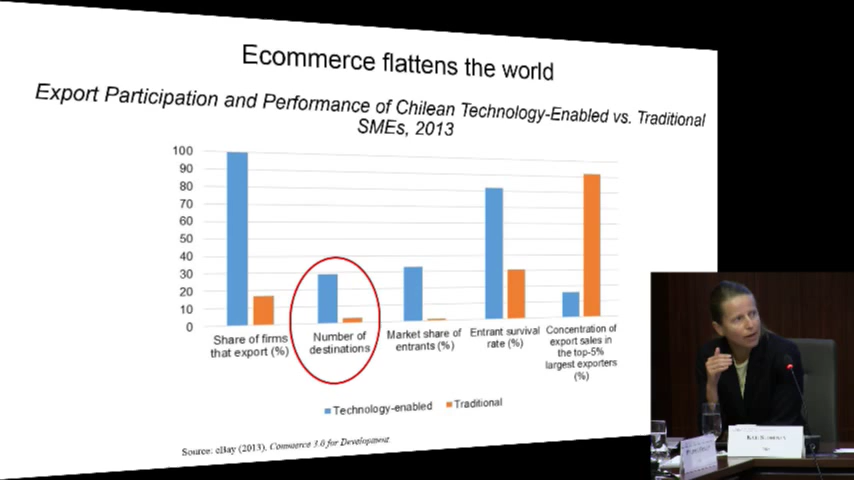 Ecommerce flattens the world
Export Participation and Performance of Chilean Technology-Enabled vs. Traditional
SMEs, 2013
100
90
80
70
60
50
40
30
20
10
0
Share of firms
that export (%)
Number of
destinations
Market share of
entrants (%)
Entrant survival
rate (%)
Concentration of
export sales in
the top-5%
largest exporters
(%)
Technology-enabled
Traditional
Source: eBay (2013), Commerce 3.0 for Development